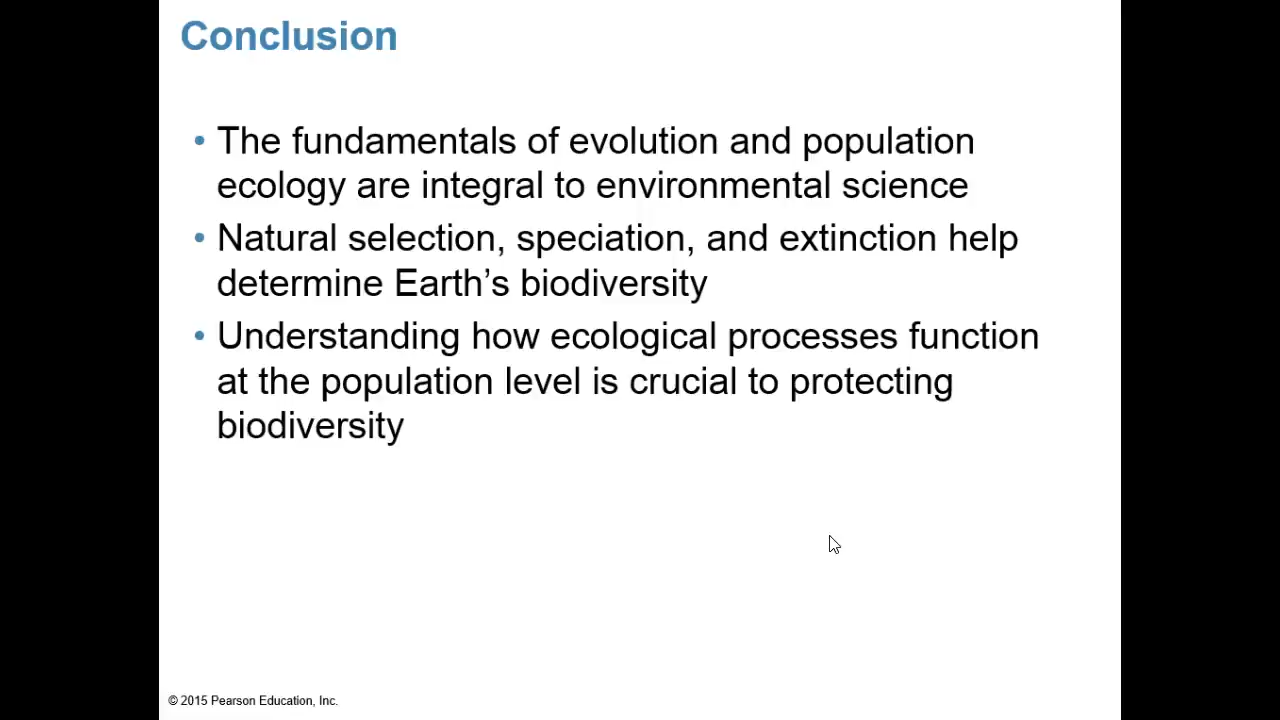 Conclusion
• The fundamentals of evolution and population
ecology are integral to environmental science
• Natural selection, speciation, and extinction help
determine Earth’s biodiversity
• Understanding how ecological processes function
at the population level is crucial to protecting
biodiversity
© 2015 Pearson Education, Inc.